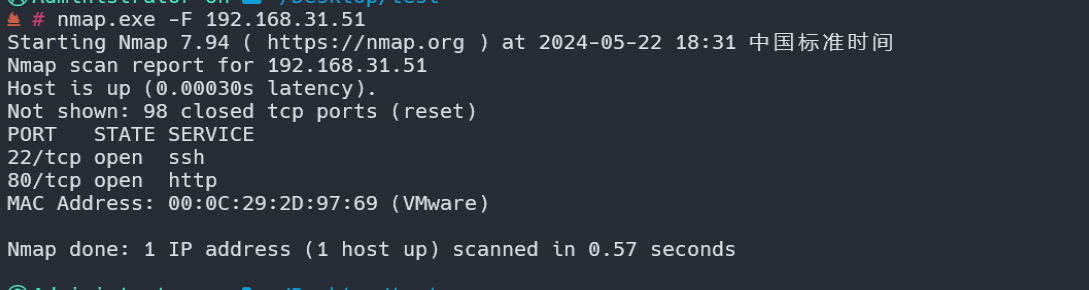 # nmap.exe -F 192.168.31.51
Starting Nmap 7.94 ( https://nmap.org ) at 2024-05-22 18:31 中国标准时间
Nmap scan report for 192.168.31.51
Host is up (0.00030s latency).
Not shown: 98 closed tcp ports (reset)
PORT   STATE SERVICE
22/tcp open  ssh
80/tcp open  http
MAC Address: 00:0C:29:2D:97:69 (VMware)
Nmap done: 1 IP address (1 host up) scanned in 0.57 seconds